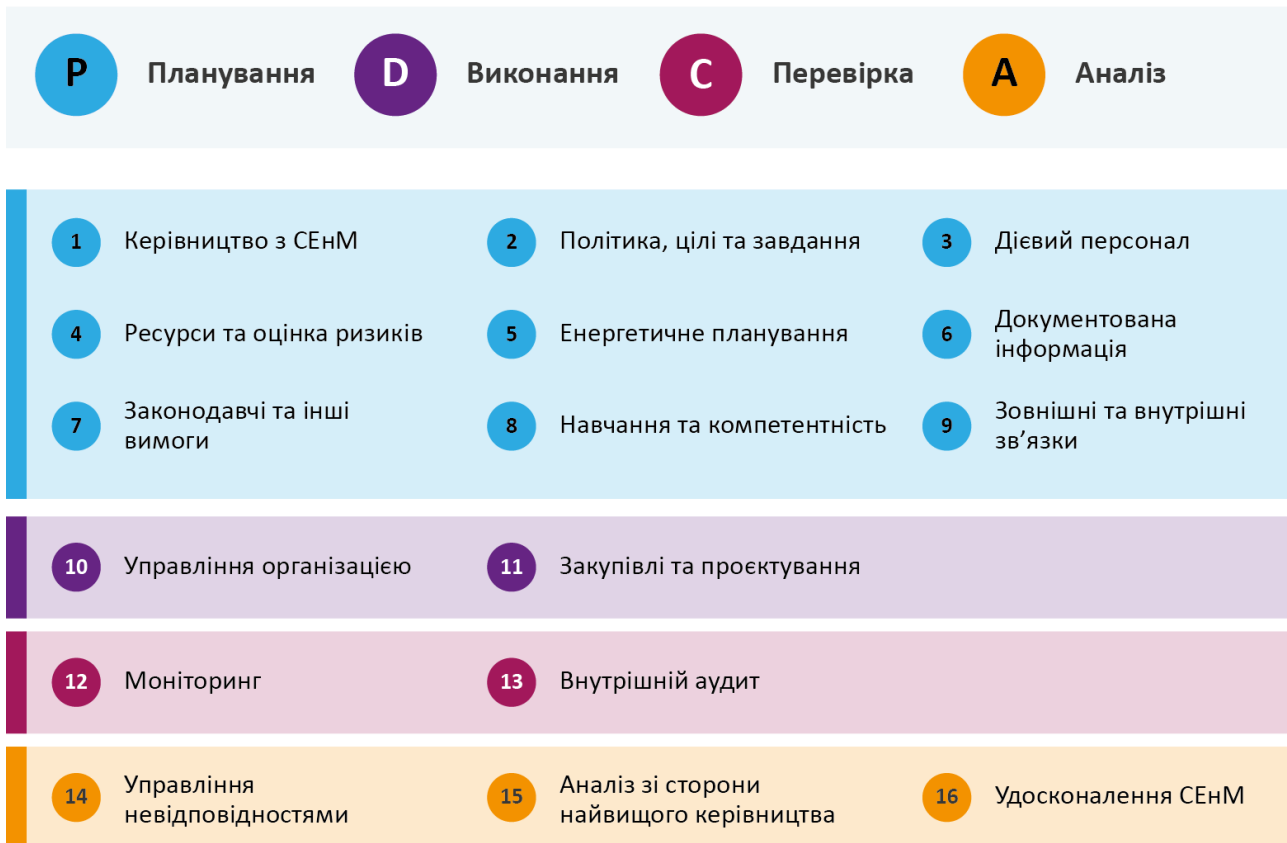 P Планування D Виконання C Перевірка A Аналіз
1 Керівництво з СЕнМ
2 Політика, цілі та завдання
3 Дієвий персонал
4 Ресурси та оцінка ризиків
5 Енергетичне планування
6 Документована
інформація
7 Законодавчі та інші
вимоги
8 Навчання та компетентність
9 Зовнішні та внутрішні
зв’язки
10 Управління організацією
11 Закупівлі та проєктування
12 Моніторинг
13 Внутрішній аудит
14 Управління
невідповідностями
15 Аналіз зі сторони
найвищого керівництва
16 Удосконалення СЕнМ